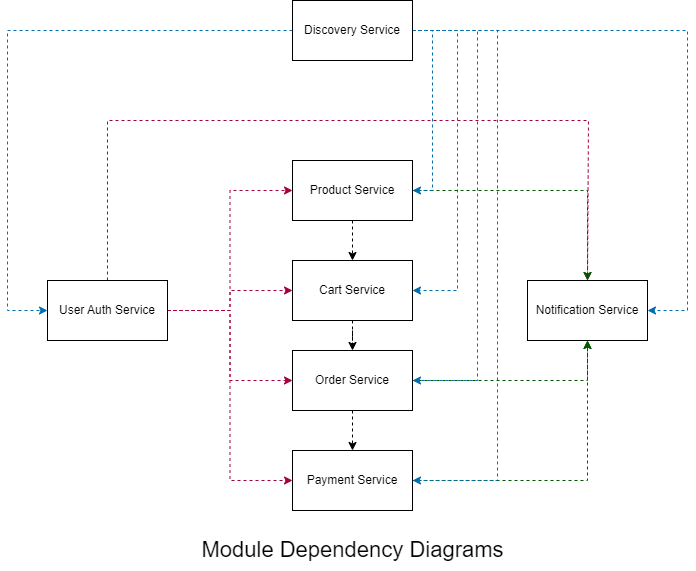 Discovery Service
Product Service
Cart Service
User Auth Service
Notification Service
Order Service
Payment Service
Module Dependency Diagrams